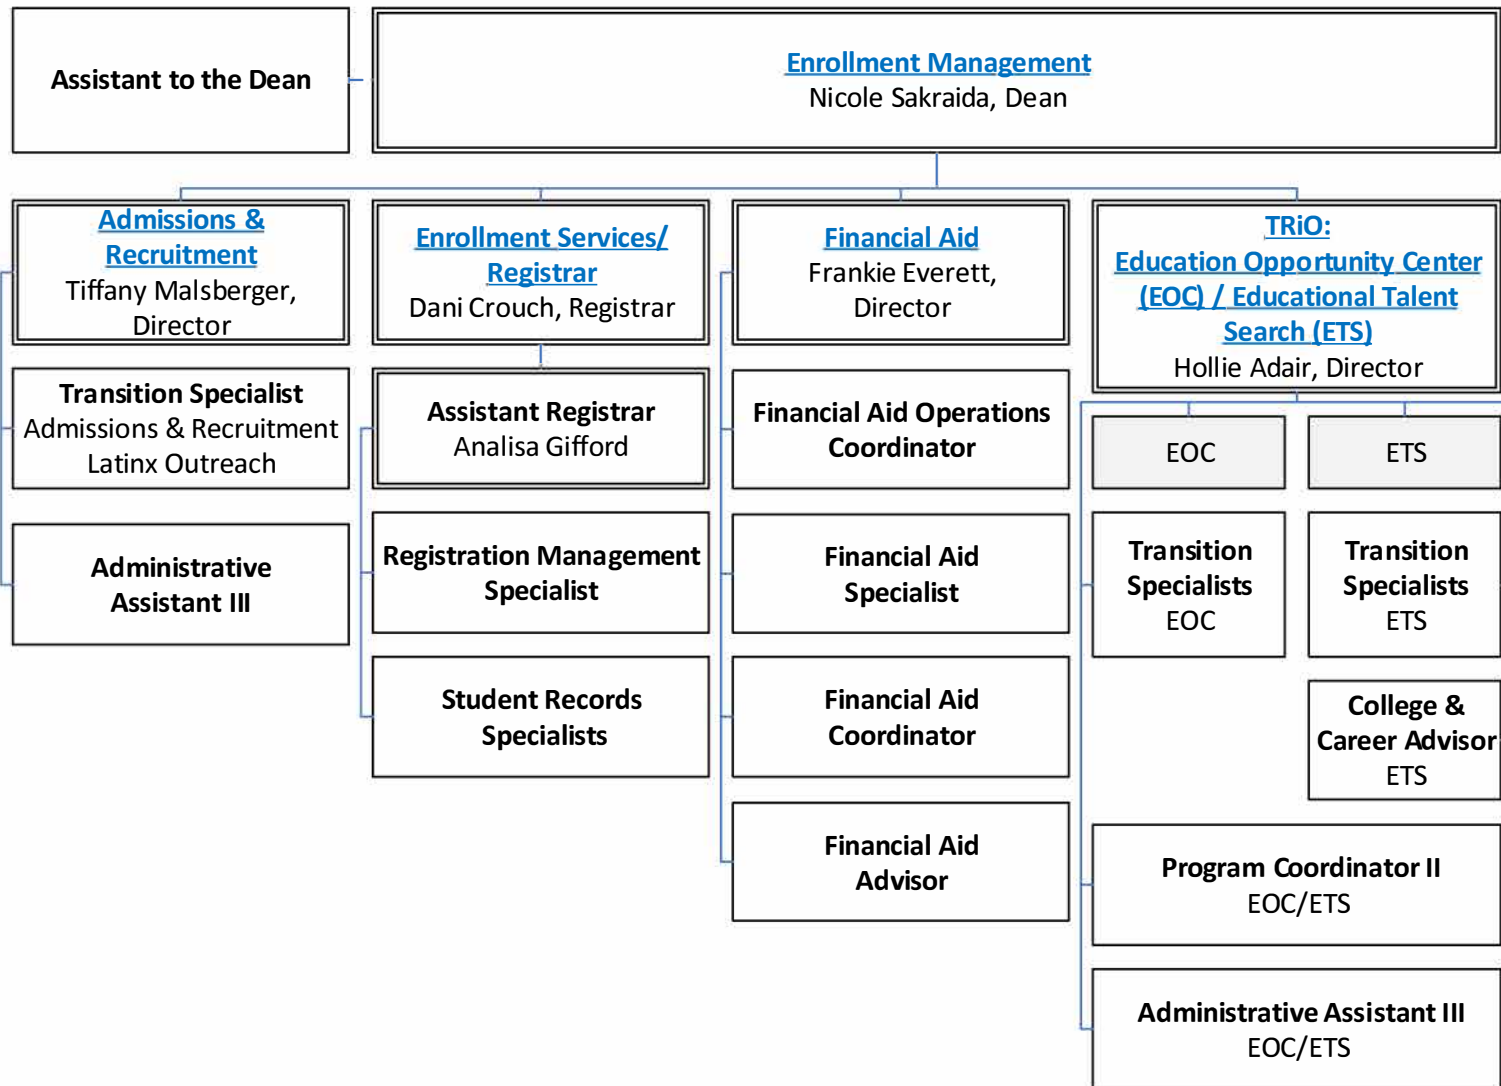 Assistant to the Dean
Enrollment Management
Nicole Sakraida, Dean
Admissions &
Recruitment
Tiffany Malsberger,
Director
Enrollment Services/
Registrar
Dani Crouch, Registrar
Financial Aid
Frankie Everett,
Director
TRiO:
Education Opportunity Center
(EOC) / Educational Talent
Search (ETS)
Hollie Adair, Director
Transition Specialist
Admissions & Recruitment
Latinx Outreach
Assistant Registrar
Analisa Gifford
Financial Aid Operations
Coordinator
EOC
ETS
Administrative
Assistant III
Registration Management
Specialist
Financial Aid
Specialist
Transition
Specialists
EOC
Transition
Specialists
ETS
Student Records
Specialists
Financial Aid
Coordinator
College &
Career Advisor
ETS
Financial Aid
Advisor
Program Coordinator II
EOC/ETS
Administrative Assistant III
EOC/ETS